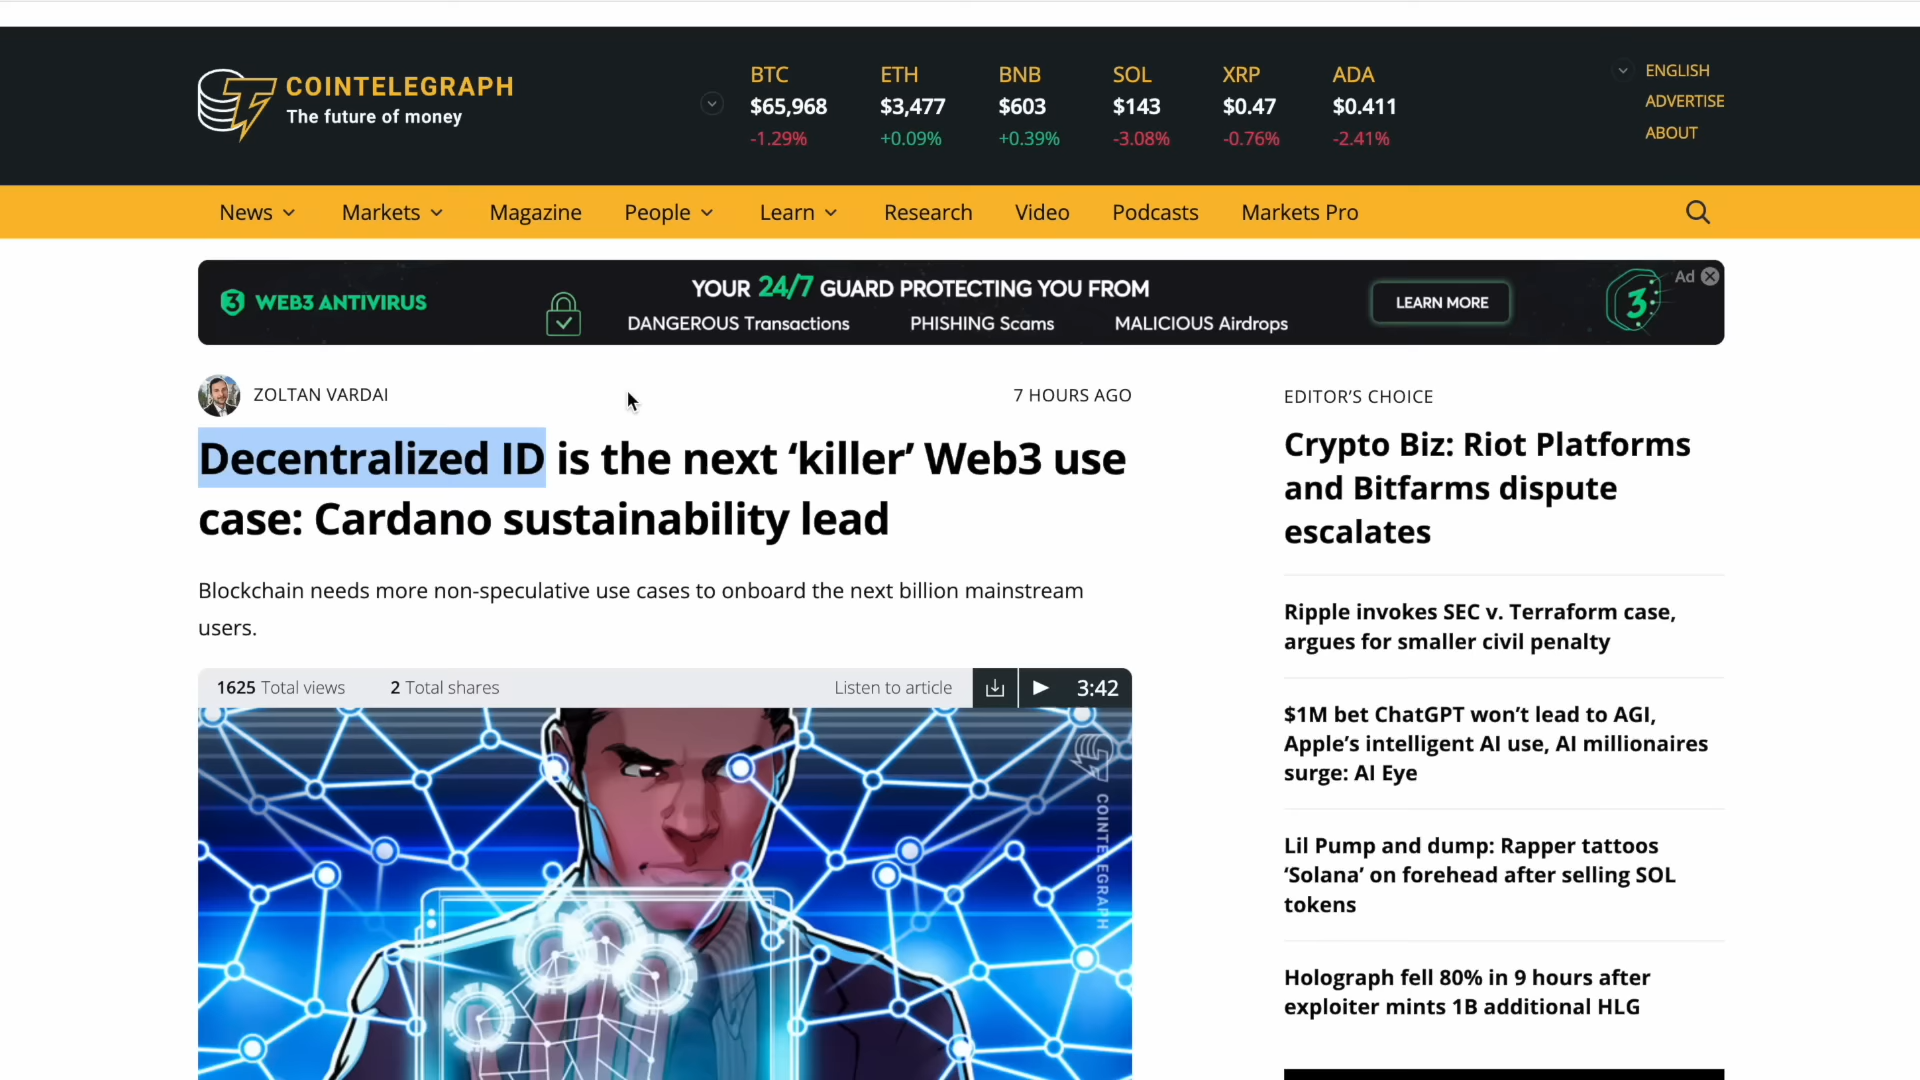 COINTELEGRAPH
The future of money
BTC
$65,968
-1.29%
ETH
$3,477
+0.09%
BNB
$603
+0.39%
SOL
$143
-3.08%
XRP
$0.47
-0.76%
ADA
$0.411
-2.41%
ENGLISH
ADVERTISE
ABOUT
News Markets Magazine People Learn Research Video Podcasts Markets Pro
WEB3 ANTIVIRUS
YOUR 24/7 GUARD PROTECTING YOU FROM
DANGEROUS Transactions PHISHING Scams MALICIOUS Airdrops
LEARN MORE
3
Ad
ZOLTAN VARDAI
7 HOURS AGO
Decentralized ID is the next ‘killer’ Web3 use
case: Cardano sustainability lead
Blockchain needs more non-speculative use cases to onboard the next billion mainstream
users.
1625 Total views 2 Total shares Listen to article 3:42
COINTELEGRAPH
EDITOR’S CHOICE
Crypto Biz: Riot Platforms
and Bitfarms dispute
escalates
Ripple invokes SEC v. Terraform case,
argues for smaller civil penalty
$1M bet ChatGPT won’t lead to AGI,
Apple’s intelligent AI use, AI millionaires
surge: AI Eye
Lil Pump and dump: Rapper tattoos
‘Solana’ on forehead after selling SOL
tokens
Holograph fell 80% in 9 hours after
exploiter mints 1B additional HLG